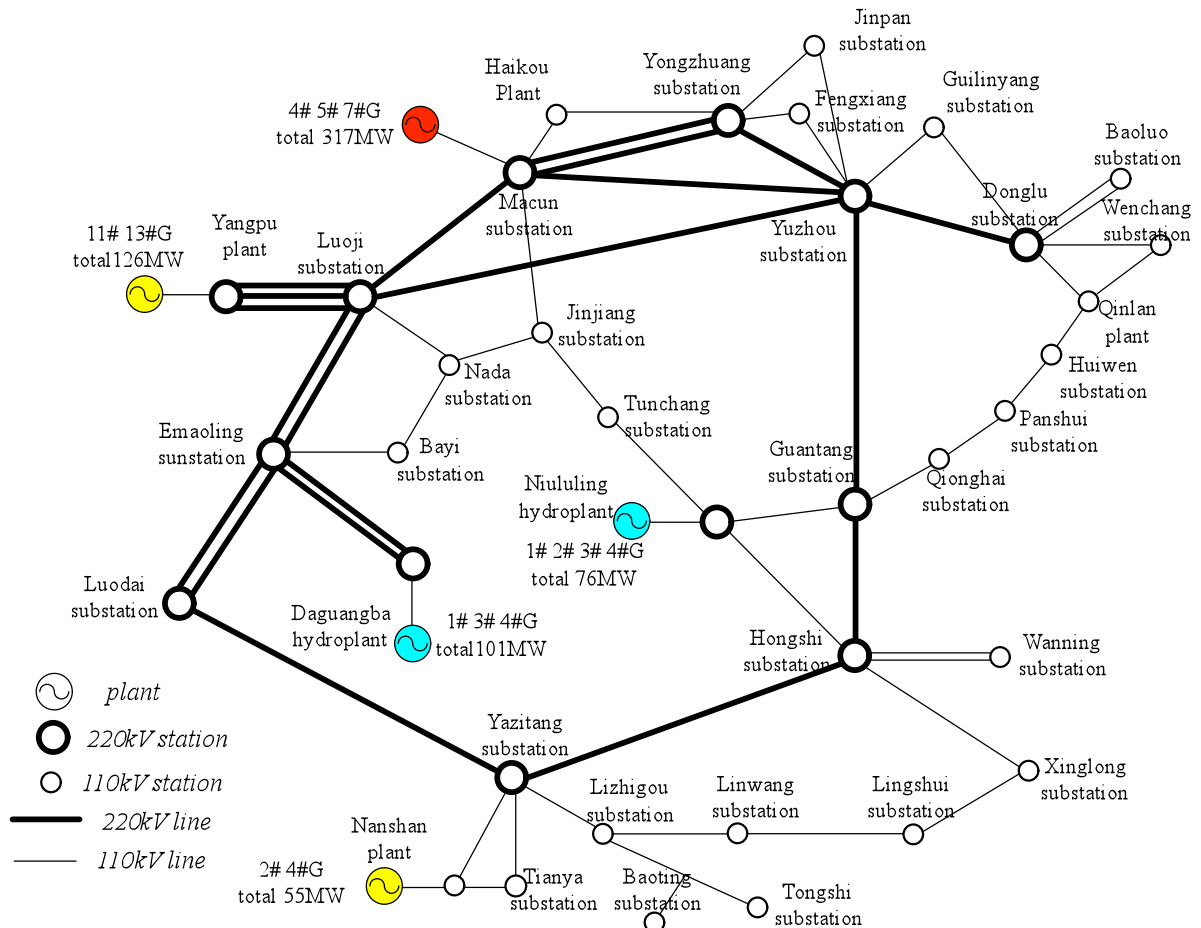 Jinpan
substation
Yongzhuang
substation
Haikou
Plant
Guilinyang
substation
Fengxiang
substation
4# 5# 7#G
total 317MW
Baoluo
substation
Donglu
substation
Wenchang
substation
Macun
substation
Yuzhou
substation
Yangpu
plant
11# 13#G
total126MW
Luoji
substation
Qinlan
plant
Jinjiang
substation
Nada
substation
Huiwen
substation
Tunchang
substation
Panshui
substation
Emaoling
sunstation
Bayi
substation
Guantang
substation
Qionghai
substation
Niululing
hydroplant
1# 2# 3# 4#G
total 76MW
Luodai
substation
Daguangba
hydroplant
1# 3# 4#G
total101MW
Hongshi
substation
Wanning
substation
plant
220kV station
110kV station
220kV line
110kV line
Yazitang
substation
Xinglong
substation
Lizhigou
substation
Linwang
substation
Lingshui
substation
Nanshan
plant
2# 4#G
total 55MW
Tianya
substation
Baoting
substation
Tongshi
substation